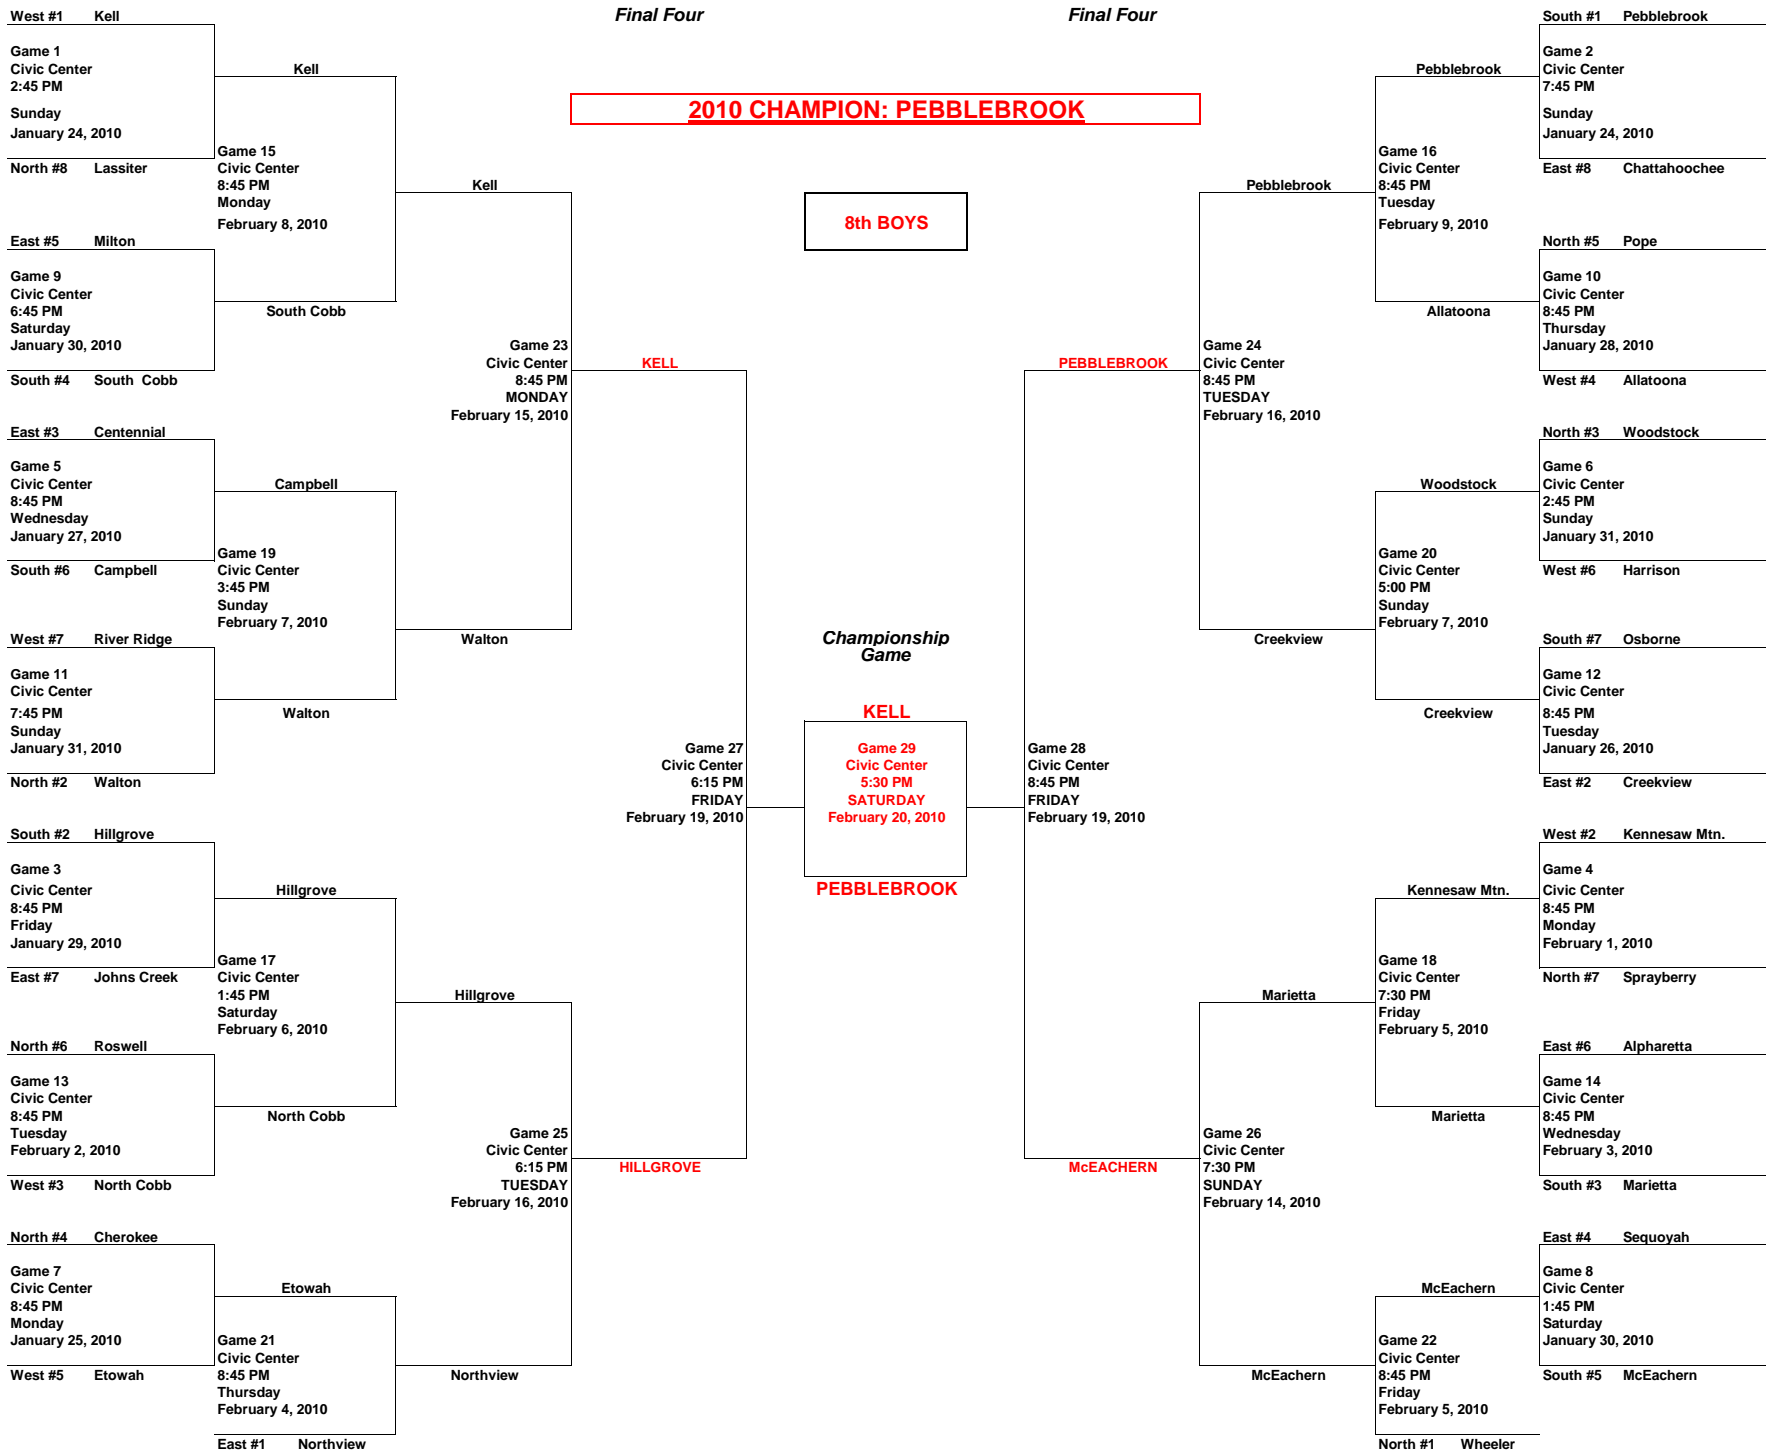 Final Four
Final Four
2010 CHAMPION: PEBBLEBROOK
8th BOYS
West #1 Kell
Game 1
Civic Center
2:45 PM
Sunday
January 24, 2010
North #8 Lassiter
East #5 Milton
Game 9
Civic Center
6:45 PM
Saturday
January 30, 2010
South #4 South Cobb
East #3 Centennial
Game 5
Civic Center
8:45 PM
Wednesday
January 27, 2010
South #6 Campbell
West #7 River Ridge
Game 11
Civic Center
7:45 PM
Sunday
January 31, 2010
North #2 Walton
South #2 Hillgrove
Game 3
Civic Center
8:45 PM
Friday
January 29, 2010
East #7 Johns Creek
North #6 Roswell
Game 13
Civic Center
8:45 PM
Tuesday
February 2, 2010
West #3 North Cobb
North #4 Cherokee
Game 7
Civic Center
8:45 PM
Monday
January 25, 2010
West #5 Etowah
Kell
Game 15
Civic Center
8:45 PM
Monday
February 8, 2010
South Cobb
Campbell
Game 19
Civic Center
3:45 PM
Sunday
February 7, 2010
Walton
Hillgrove
Game 17
Civic Center
1:45 PM
Saturday
February 6, 2010
North Cobb
Etowah
Game 21
Civic Center
8:45 PM
Thursday
February 4, 2010
East #1 Northview
Kell
Game 23
Civic Center
8:45 PM
MONDAY
February 15, 2010
Walton
Hillgrove
Game 25
Civic Center
6:15 PM
TUESDAY
February 16, 2010
Northview
KELL
Game 27
Civic Center
6:15 PM
FRIDAY
February 19, 2010
HILLGROVE
Championship
Game
KELL
Game 29
Civic Center
5:30 PM
SATURDAY
February 20, 2010
PEBBLEBROOK
PEBBLEBROOK
Game 28
Civic Center
8:45 PM
FRIDAY
February 19, 2010
McEACHERN
Pebblebrook
Game 24
Civic Center
8:45 PM
TUESDAY
February 16, 2010
Creekview
Marietta
Game 26
Civic Center
7:30 PM
SUNDAY
February 14, 2010
McEachern
Pebblebrook
Game 16
Civic Center
8:45 PM
Tuesday
February 9, 2010
Allatoona
Woodstock
Game 20
Civic Center
5:00 PM
Sunday
February 7, 2010
Creekview
Kennesaw Mtn.
Game 18
Civic Center
7:30 PM
Friday
February 5, 2010
Marietta
McEachern
Game 22
Civic Center
8:45 PM
Friday
February 5, 2010
North #1 Wheeler
South #1 Pebblebrook
Game 2
Civic Center
7:45 PM
Sunday
January 24, 2010
East #8 Chattahoochee
North #5 Pope
Game 10
Civic Center
8:45 PM
Thursday
January 28, 2010
West #4 Allatoona
North #3 Woodstock
Game 6
Civic Center
2:45 PM
Sunday
January 31, 2010
West #6 Harrison
South #7 Osborne
Game 12
Civic Center
8:45 PM
Tuesday
January 26, 2010
East #2 Creekview
West #2 Kennesaw Mtn.
Game 4
Civic Center
8:45 PM
Monday
February 1, 2010
North #7 Sprayberry
East #6 Alpharetta
Game 14
Civic Center
8:45 PM
Wednesday
February 3, 2010
South #3 Marietta
East #4 Sequoyah
Game 8
Civic Center
1:45 PM
Saturday
January 30, 2010
South #5 McEachern